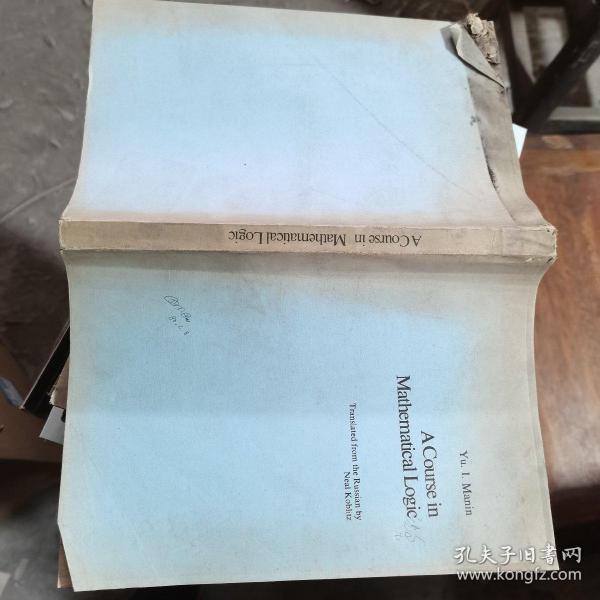 Yu. I. Manin
A Course in
Mathematical Logic
Translated from the Russian by
Neal Koblitz
A Course in Mathematical Logic
孔夫子旧书网
www.kongfz.com